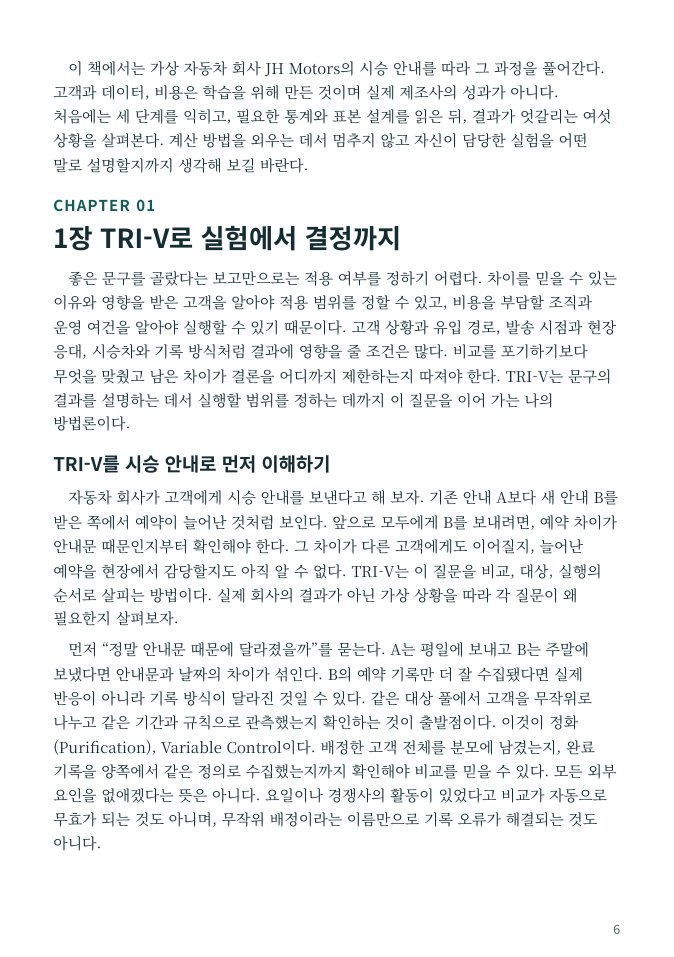 이 책에서는 가상 자동차 회사 JH Motors의 시승 안내를 따라 그 과정을 풀어간다.
고객과 데이터, 비용은 학습을 위해 만든 것이며 실제 제조사의 성과가 아니다.
처음에는 세 단계를 익히고, 필요한 통계와 표본 설계를 읽은 뒤, 결과가 엇갈리는 여섯
상황을 살펴본다. 계산 방법을 외우는 데서 멈추지 않고 자신이 담당한 실험을 어떤
말로 설명할지까지 생각해 보길 바란다.
CHAPTER 01
1장 TRI-V로 실험에서 결정까지
좋은 문구를 골랐다는 보고만으로는 적용 여부를 정하기 어렵다. 차이를 믿을 수 있는
이유와 영향을 받은 고객을 알아야 적용 범위를 정할 수 있고, 비용을 부담할 조직과
운영 여건을 알아야 실행할 수 있기 때문이다. 고객 상황과 유입 경로, 발송 시점과 현장
응대, 시승차와 기록 방식처럼 결과에 영향을 줄 조건은 많다. 비교를 포기하기보다
무엇을 맞췄고 남은 차이가 결론을 어디까지 제한하는지 따져야 한다. TRI-V는 문구의
결과를 설명하는 데서 실행할 범위를 정하는 데까지 이 질문을 이어 가는 나의
방법론이다.
TRI-V를 시승 안내로 먼저 이해하기
자동차 회사가 고객에게 시승 안내를 보낸다고 해 보자. 기존 안내 A보다 새 안내 B를
받은 쪽에서 예약이 늘어난 것처럼 보인다. 앞으로 모두에게 B를 보내려면, 예약 차이가
안내문 때문인지부터 확인해야 한다. 그 차이가 다른 고객에게도 이어질지, 늘어난
예약을 현장에서 감당할지도 아직 알 수 없다. TRI-V는 이 질문을 비교, 대상, 실행의
순서로 살피는 방법이다. 실제 회사의 결과가 아닌 가상 상황을 따라 각 질문이 왜
필요한지 살펴보자.
먼저 “정말 안내문 때문에 달라졌을까”를 묻는다. A는 평일에 보내고 B는 주말에
보냈다면 안내문과 날짜의 차이가 섞인다. B의 예약 기록만 더 잘 수집됐다면 실제
반응이 아니라 기록 방식이 달라진 것일 수 있다. 같은 대상 풀에서 고객을 무작위로
나누고 같은 기간과 규칙으로 관측했는지 확인하는 것이 출발점이다. 이것이 정화
(Purification), Variable Control이다. 배정한 고객 전체를 분모에 남겼는지, 완료
기록을 양쪽에서 같은 정의로 수집했는지까지 확인해야 비교를 믿을 수 있다. 모든 외부
요인을 없애겠다는 뜻은 아니다. 요일이나 경쟁사의 활동이 있었다고 비교가 자동으로
무효가 되는 것도 아니며, 무작위 배정이라는 이름만으로 기록 오류가 해결되는 것도
아니다.
6